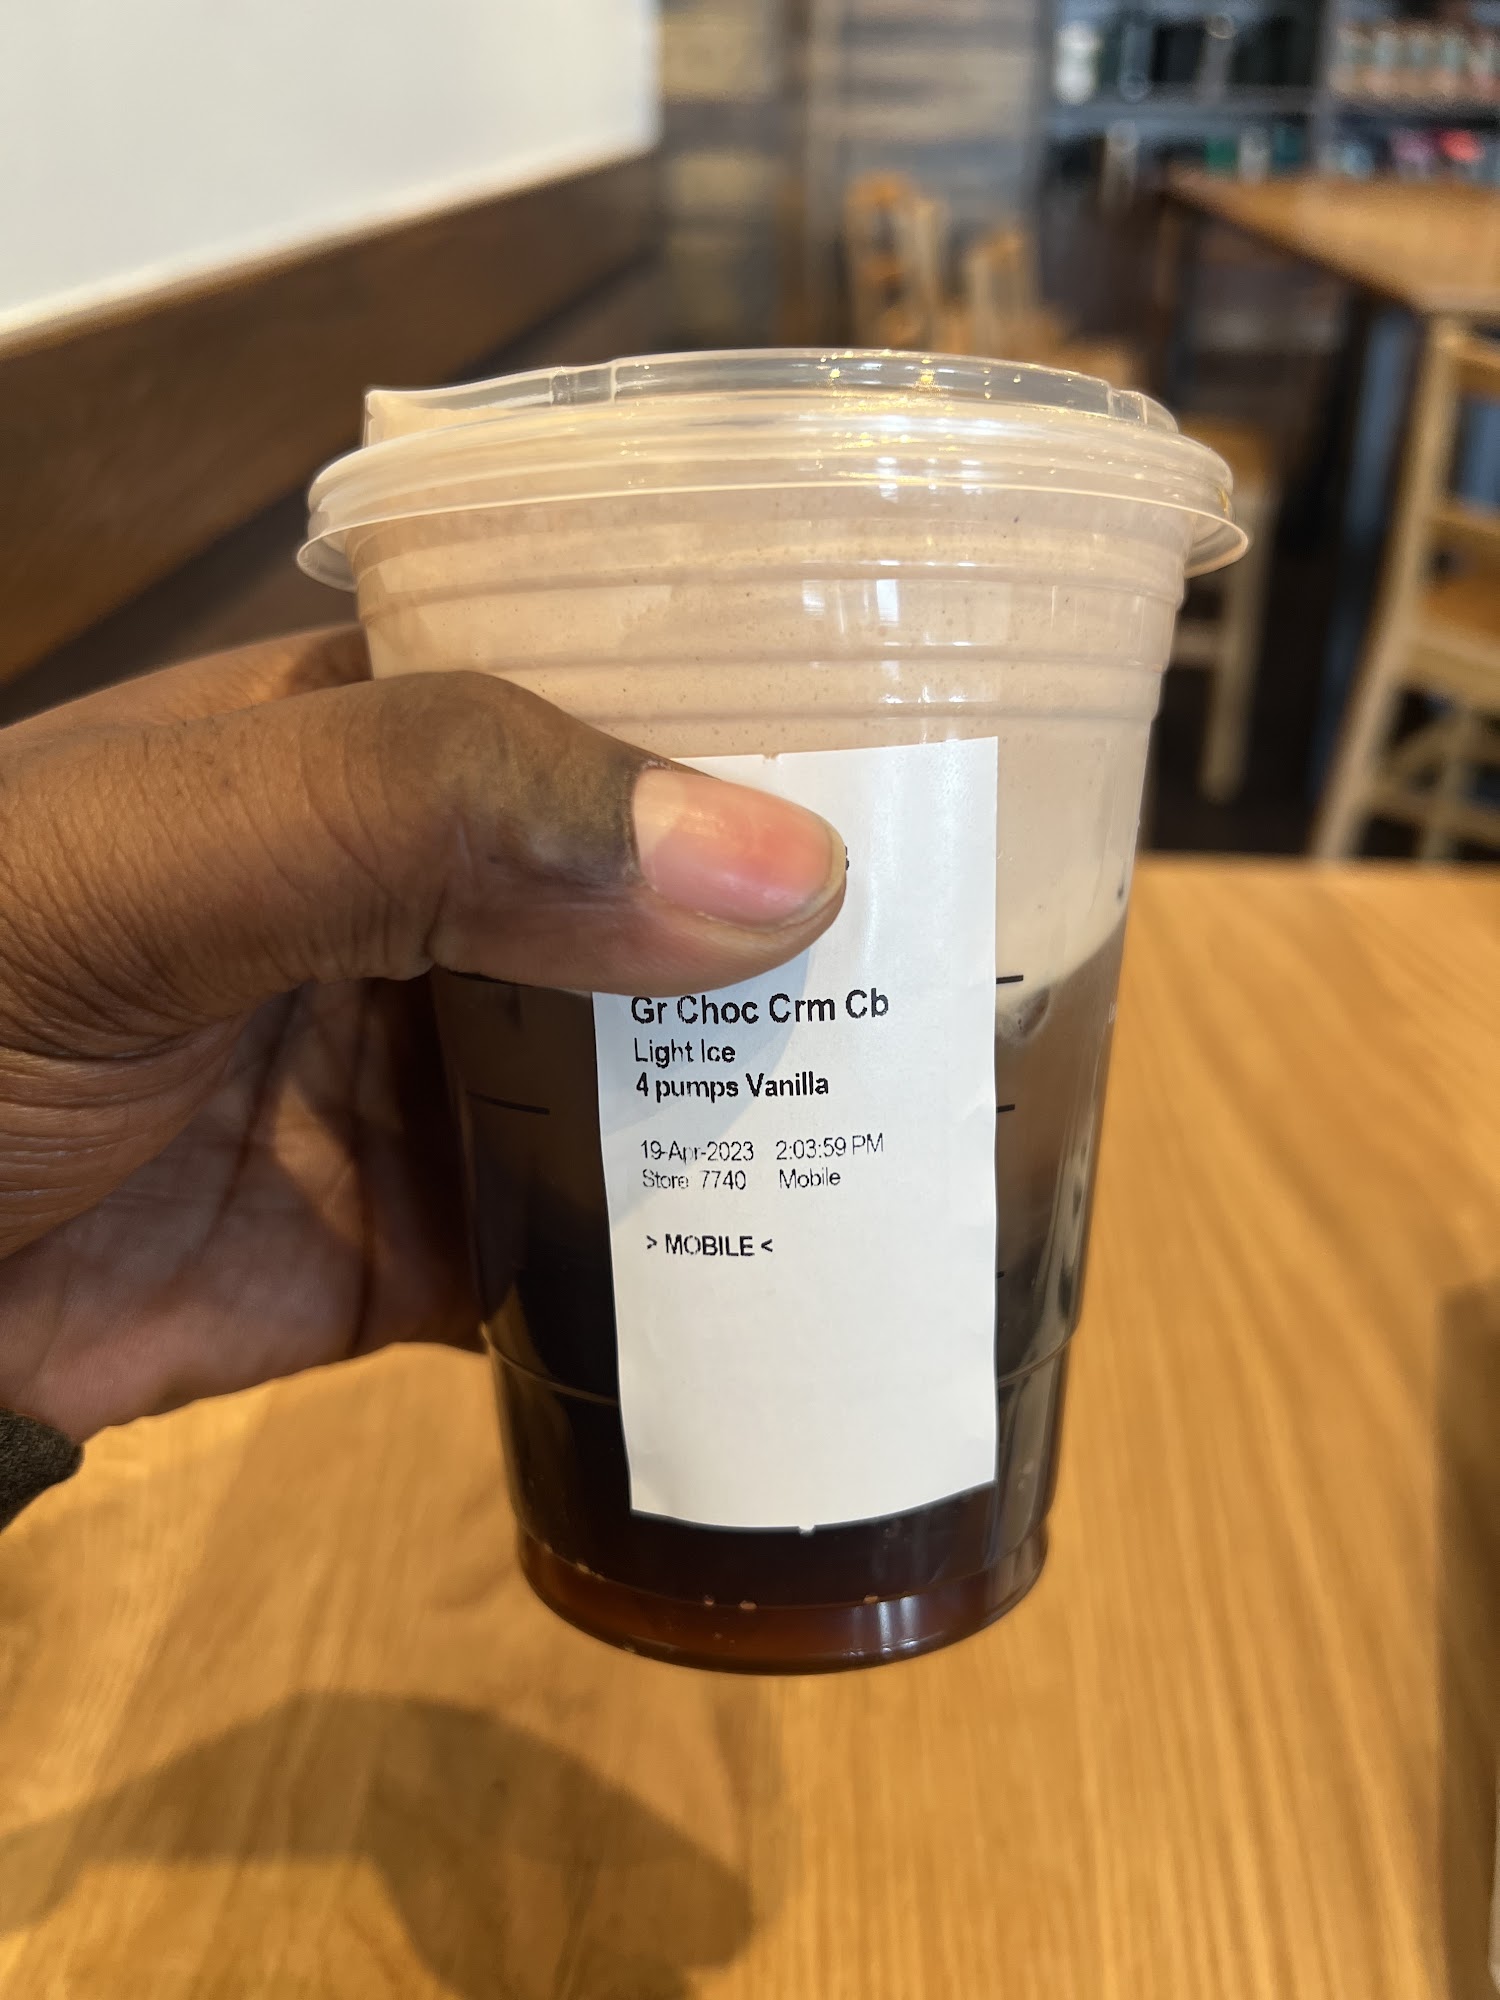 Gr Choc Crm Cb
Light Ice
4 pumps Vanilla
19-Apr-2023 2:03:59 PM
Store 7740 Mobile
> MOBILE <